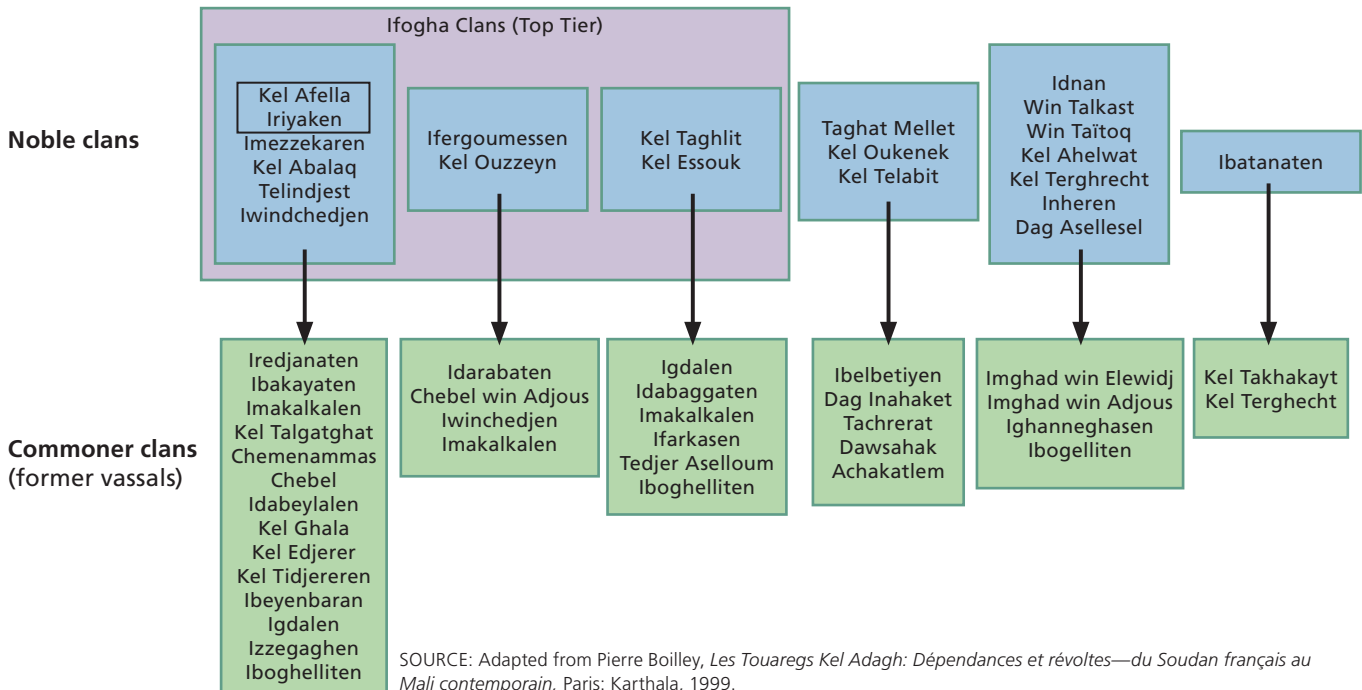 Ifogha Clans (Top Tier)
Noble clans
Kel Afella
Iriyaken
Imezzekaren
Kel Abalaq
Telindjest
Iwindchedjen
Ifergoumessen
Kel Ouzzeyn
Kel Taghlit
Kel Essouk
Taghat Mellet
Kel Oukenek
Kel Telabit
Idnan
Win Talkast
Win Taïtoq
Kel Ahelwat
Kel Terghrecht
Inheren
Dag Asellesel
Ibatanaten
Commoner clans
(former vassals)
Iredjanaten
Ibakayaten
Imakalkalen
Kel Talgatghat
Chemenammas
Chebel
Idabeylalen
Kel Ghala
Kel Edjerer
Kel Tidjereren
Ibeyenbaran
Igdalen
Izzegaghen
Iboghelliten
Idarabaten
Chebel win Adjous
Iwinchedjen
Imakalkalen
Igdalen
Idabaggaten
Imakalkalen
Ifarkasen
Tedjer Aselloum
Iboghelliten
Ibelbetiyen
Dag Inahaket
Tachrerat
Dawsahak
Achakatlem
Imghad win Elewidj
Imghad win Adjous
Ighanneghasen
Ibogelliten
Kel Takhakayt
Kel Terghecht
SOURCE: Adapted from Pierre Boilley, Les Touaregs Kel Adagh: Dépendances et révoltes—du Soudan français au
Mali contemporain. Paris: Karthala, 1999.